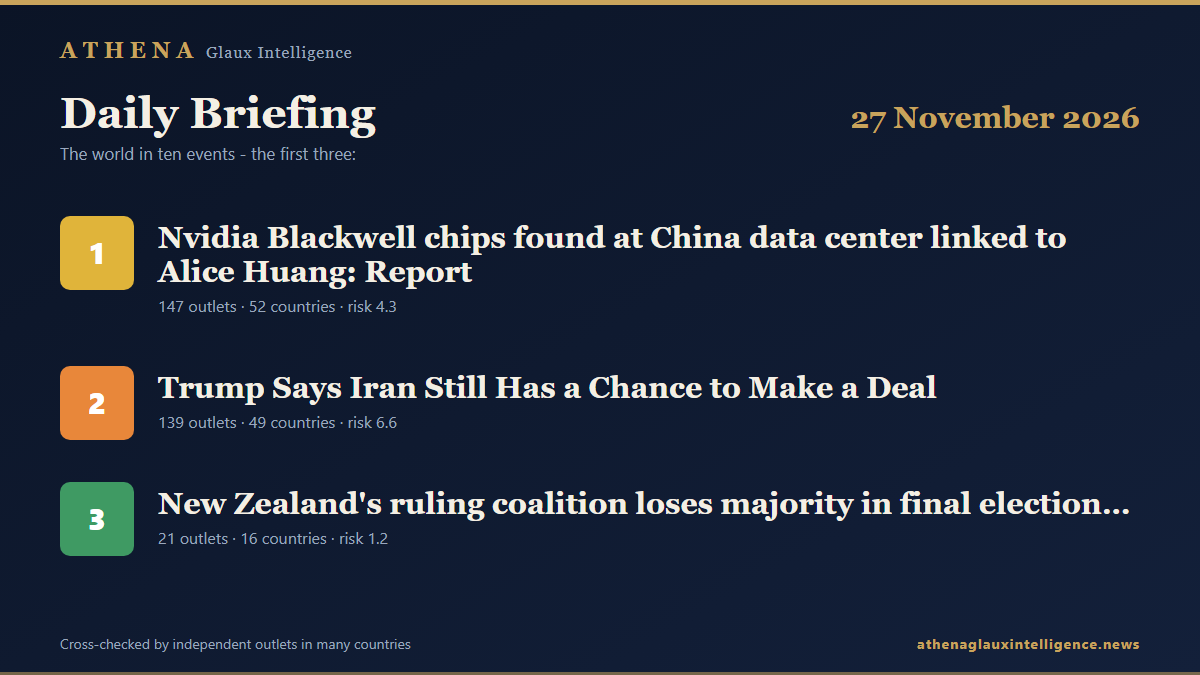 ATHENA Glaux Intelligence
Daily Briefing
27 November 2026
The world in ten events - the first three:
1
Nvidia Blackwell chips found at China data center linked to
Alice Huang: Report
147 outlets · 52 countries · risk 4.3
2
Trump Says Iran Still Has a Chance to Make a Deal
139 outlets · 49 countries · risk 6.6
3
New Zealand's ruling coalition loses majority in final election...
21 outlets · 16 countries · risk 1.2
Cross-checked by independent outlets in many countries
athenaglauxintelligence.news